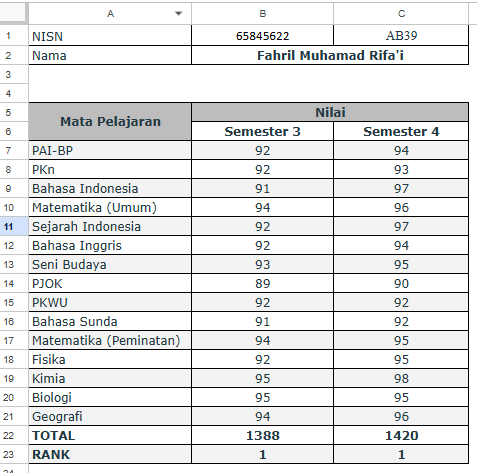 A B C
1 NISN 65845622 AB39
2 Nama Fahril Muhamad Rifa'i
3
4
5 Mata Pelajaran Nilai
6 Semester 3 Semester 4
7 PAI-BP 92 94
8 PKn 92 93
9 Bahasa Indonesia 91 97
10 Matematika (Umum) 94 96
11 Sejarah Indonesia 92 97
12 Bahasa Inggris 92 94
13 Seni Budaya 93 95
14 PJOK 89 90
15 PKWU 92 92
16 Bahasa Sunda 91 92
17 Matematika (Peminatan) 94 95
18 Fisika 92 95
19 Kimia 95 98
20 Biologi 95 95
21 Geografi 94 96
22 TOTAL 1388 1420
23 RANK 1 1